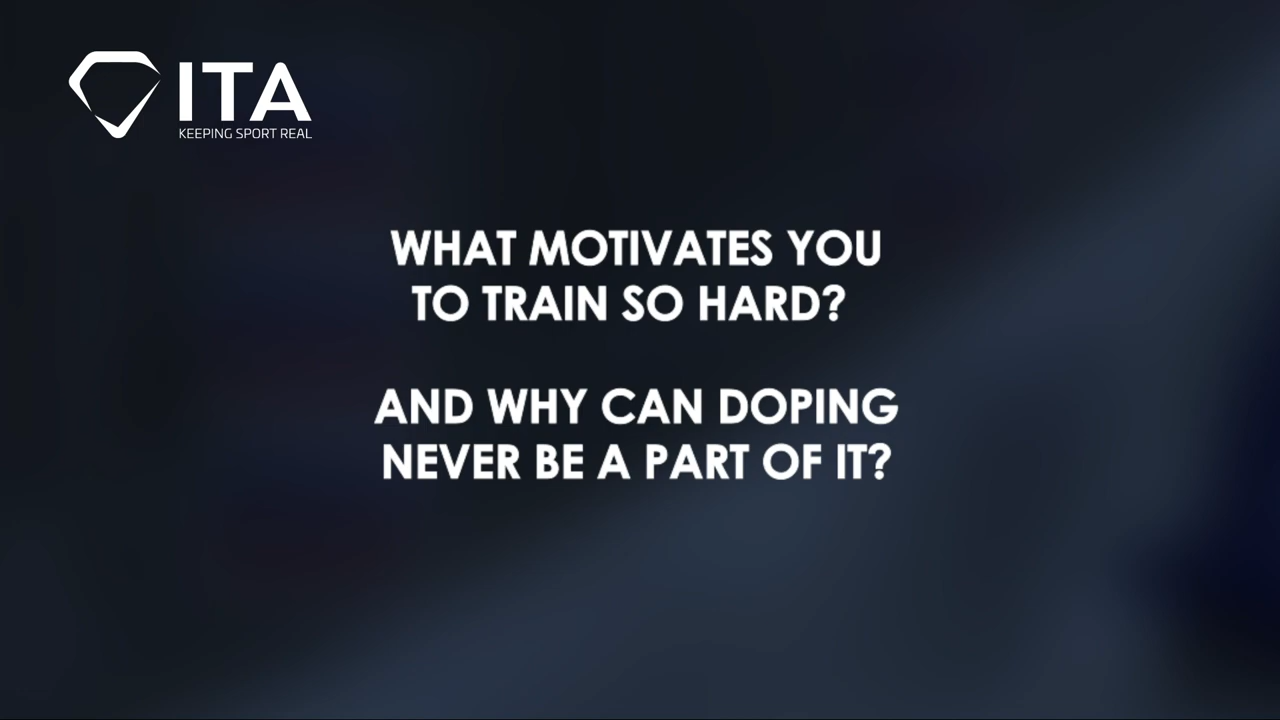 ITA
KEEPING SPORT REAL
WHAT MOTIVATES YOU
TO TRAIN SO HARD?
AND WHY CAN DOPING
NEVER BE A PART OF IT?